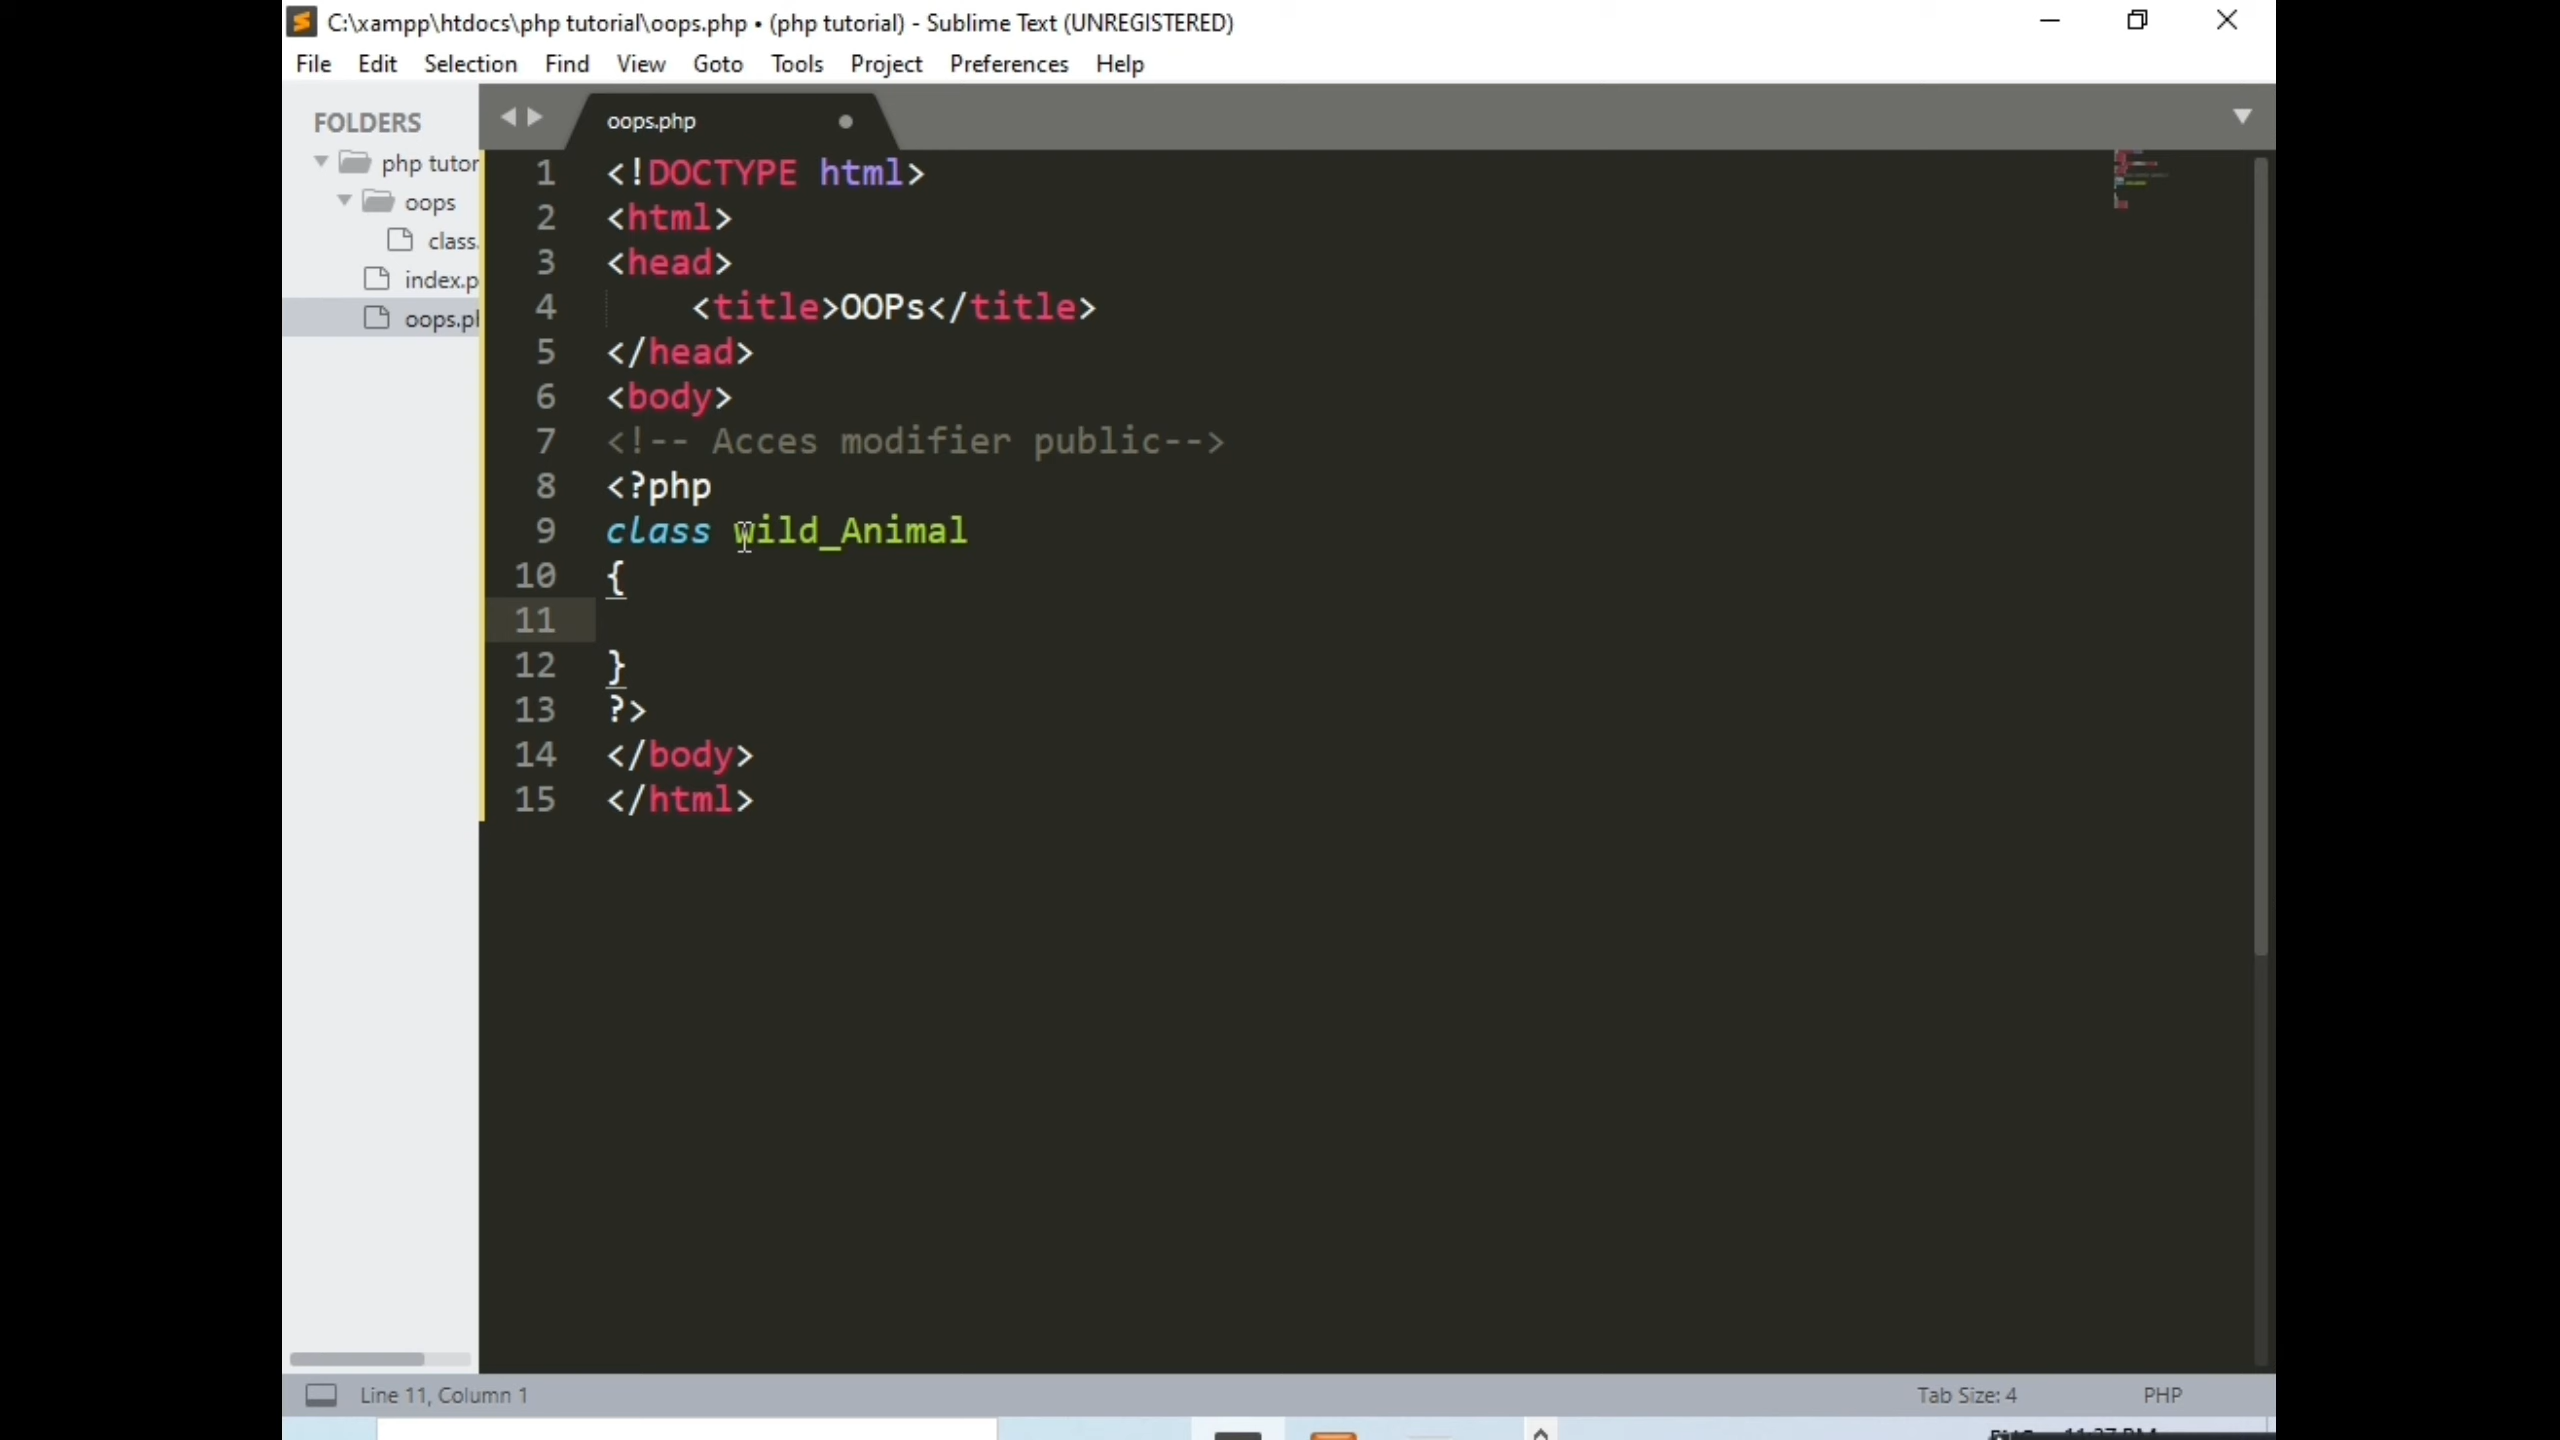 C:\xampp\htdocs\php tutorial\oops.php • (php tutorial) - Sublime Text (UNREGISTERED)
File Edit Selection Find View Goto Tools Project Preferences Help
FOLDERS
php tutor
oops
class.
index.p
oops.pl
oops.php
1 <!DOCTYPE html>
2 <html>
3 <head>
4 <title>OOPs</title>
5 </head>
6 <body>
7 <!-- Acces modifier public-->
8 <?php
9 class wild_Animal
10 {
11
12 }
13 ?>
14 </body>
15 </html>
Line 11, Column 1
Tab Size: 4
PHP